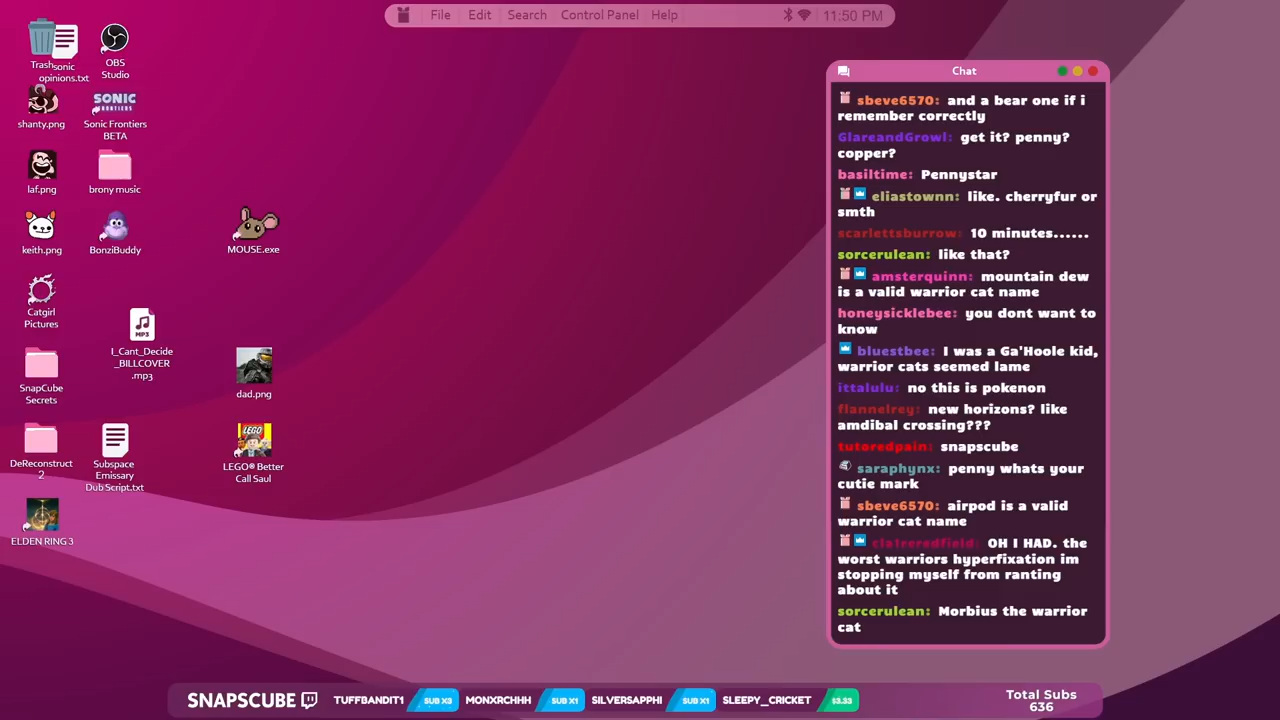 File Edit Search Control Panel Help 11:50 PM
Trash
sonic
opinions.txt
OBS
Studio
shanty.png
SONIC
FRONTIERS
Sonic Frontiers
BETA
laf.png
brony music
keith.png
BonziBuddy
MOUSE.exe
Catgirl
Pictures
MP3
I_Cant_Decide
_BILLCOVER
.mp3
SnapCube
Secrets
dad.png
DeReconstruct
2
Subspace
Emissary
Dub Script.txt
LEGO
LEGO® Better
Call Saul
ELDEN RING 3
Chat
sbeve6570: and a bear one if i
remember correctly
GlareandGrowl: get it? penny?
copper?
basiltime: Pennystar
eliastownn: like. cherryfur or
smth
scarlettsburrow: 10 minutes......
sorcerulean: like that?
amsterquinn: mountain dew
is a valid warrior cat name
honeysicklebee: you dont want to
know
bluestbee: I was a Ga'Hoole kid,
warrior cats seemed lame
ittalulu: no this is pokenon
flannelrey: new horizons? like
amdibal crossing???
tutoredpain: snapscube
saraphynx: penny whats your
cutie mark
sbeve6570: airpod is a valid
warrior cat name
cla1reredfield: OH I HAD. the
worst warriors hyperfixation im
stopping myself from ranting
about it
sorcerulean: Morbius the warrior
cat
SNAPSCUBE TUFFBANDIT1 SUB X3 MONXRCHHH SUB X1 SILVERSAPPHI SUB X1 SLEEPY_CRICKET $3.33
Total Subs
636